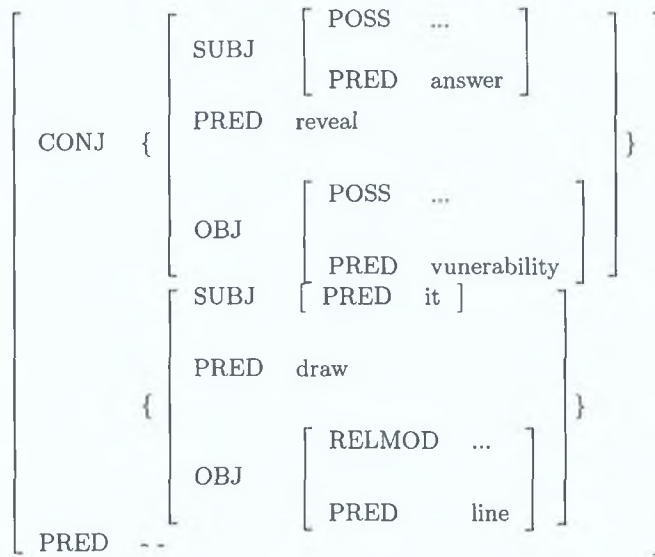 POSS ...
SUBJ
PRED answer
PRED reveal
CONJ { }
POSS ...
OBJ
PRED vunerability
SUBJ [ PRED it ]
PRED draw
{ }
RELMOD ...
OBJ
PRED line
PRED --